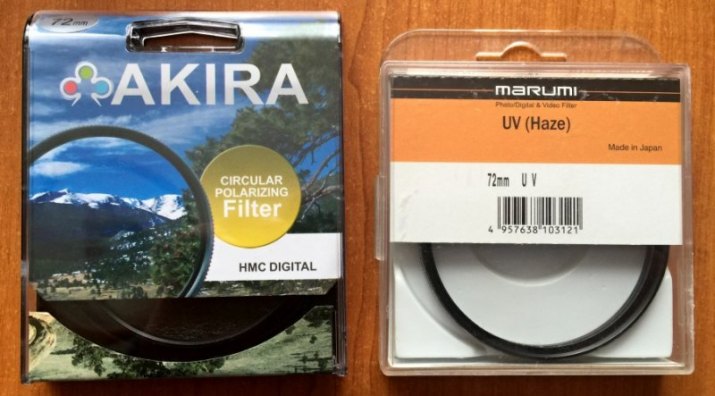 72mm
AKIRA
CIRCULAR
POLARIZING
Filter
HMC DIGITAL
marumi
Photo/Digital & Video Filter
UV (Haze)
Made in Japan
72mm U V
4 957638 103121